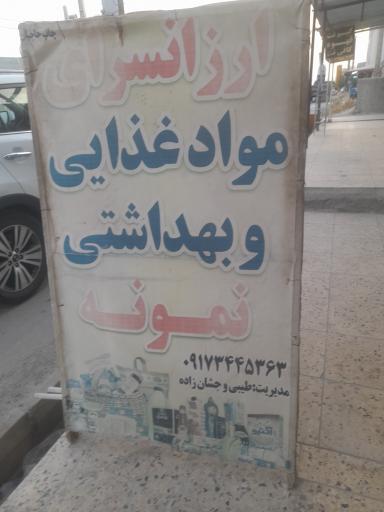 ارزانسرای
مواد غذایی
و بهداشتی
نمونه
۰۹۱۷۳۴۴۵۳۶۳
مدیریت: طیبی و جشان زاده